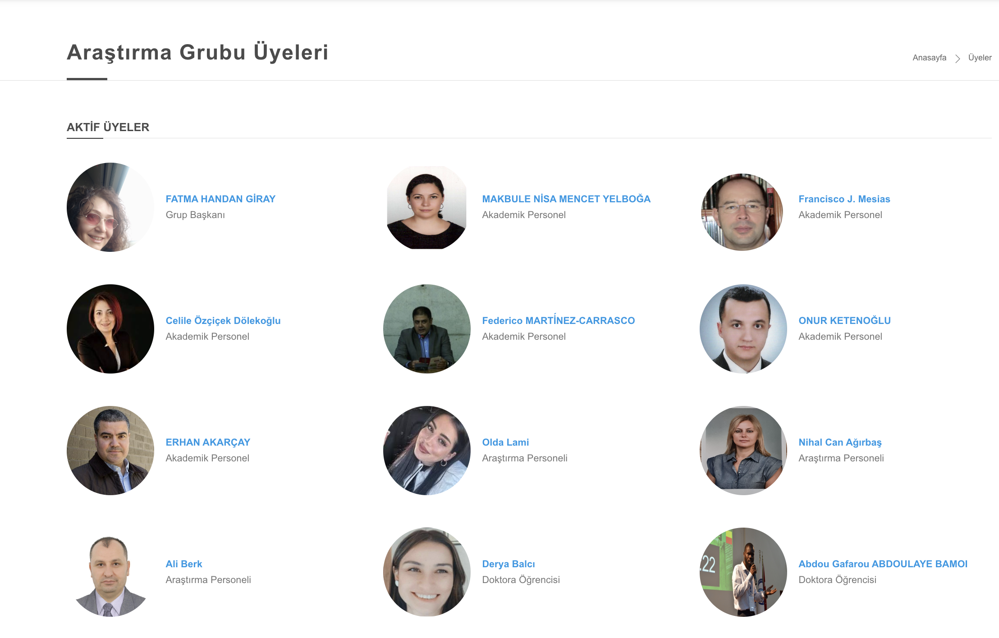 Araştırma Grubu Üyeleri
Anasayfa
Üyeler
AKTİF ÜYELER
FATMA HANDAN GİRAY
Grup Başkanı
MAKBULE NİSA MENCET YELBOĞA
Akademik Personel
Francisco J. Mesias
Akademik Personel
Celile Özçiçek Dölekoğlu
Akademik Personel
Federico MARTİ́NEZ-CARRASCO
Akademik Personel
ONUR KETENOĞLU
Akademik Personel
ERHAN AKARÇAY
Akademik Personel
Olda Lami
Araştırma Personeli
Nihal Can Ağırbaş
Araştırma Personeli
Ali Berk
Araştırma Personeli
Derya Balcı
Doktora Öğrencisi
.22
Abdou Gafarou ABDOULAYE BAMOI
Doktora Öğrencisi